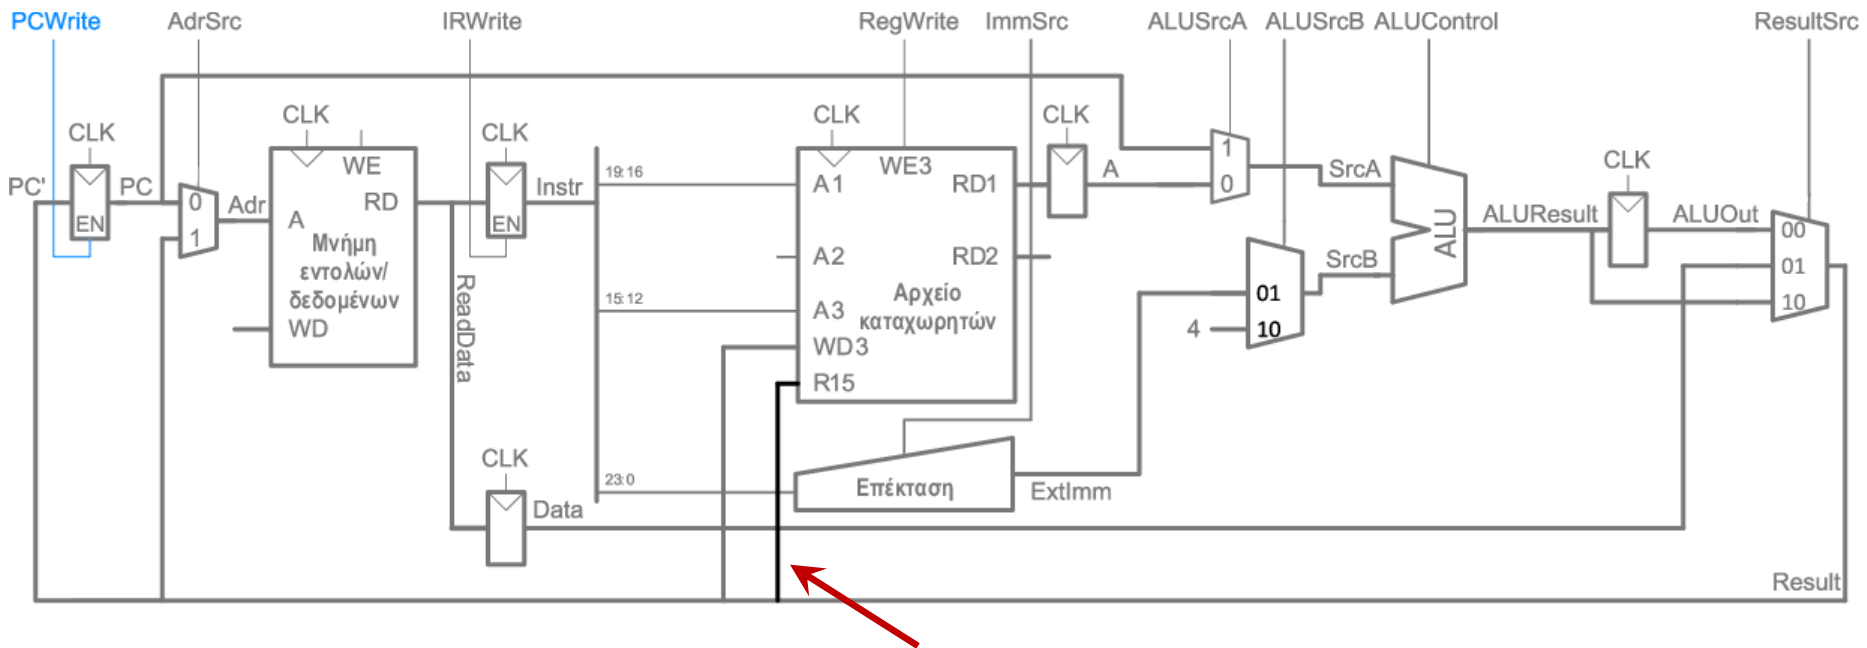 PCWrite
AdrSrc
IRWrite
RegWrite
ImmSrc
ALUSrcA
ALUSrcB
ALUControl
ResultSrc
CLK
CLK
CLK
CLK
CLK
CLK
PC'
EN
PC
0
1
Adr
WE
RD
A
Μνήμη
εντολών/
δεδομένων
WD
EN
Instr
ReadData
19:16
15:12
23:0
A1
A2
A3
WD3
R15
WE3
RD1
RD2
Αρχείο
καταχωρητών
A
1
0
SrcA
01
10
4
SrcB
ALU
ALUResult
ALUOut
00
01
10
CLK
Data
Επέκταση
ExtImm
Result